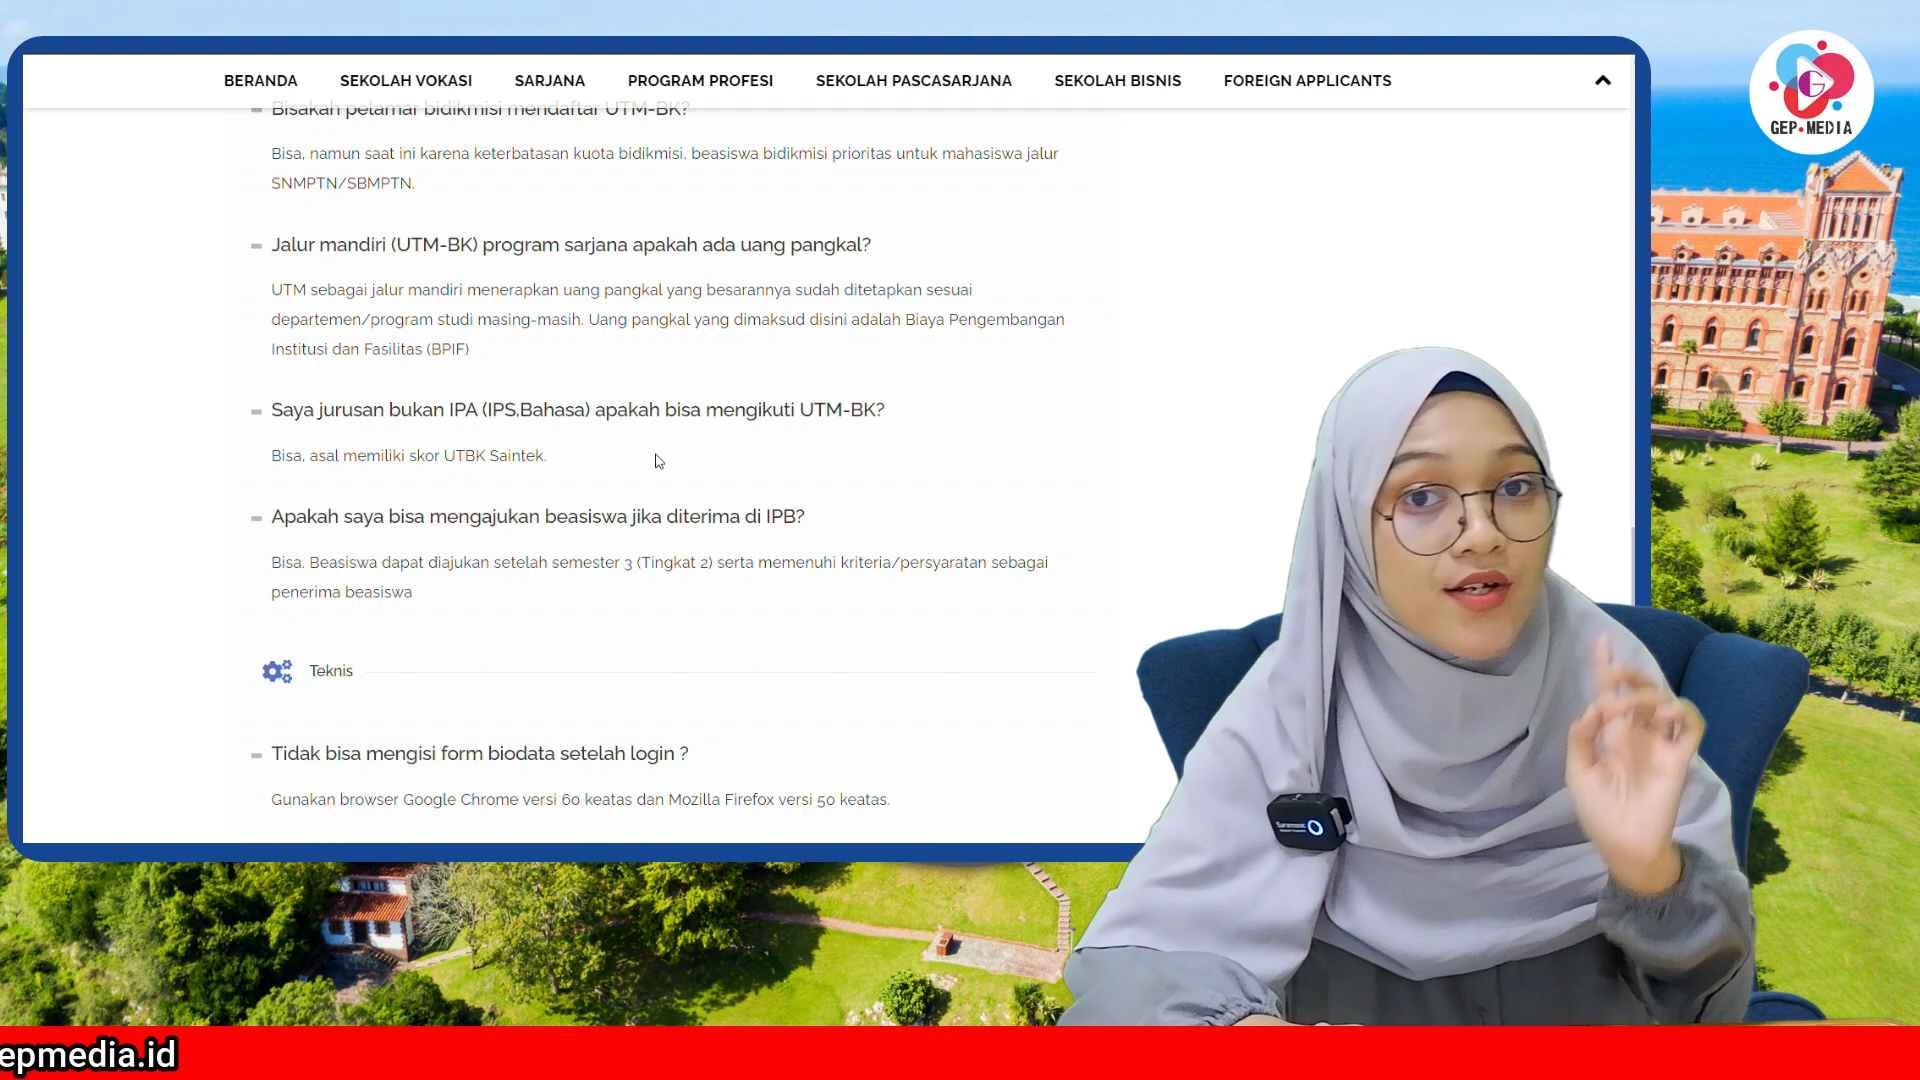 BERANDA SEKOLAH VOKASI SARJANA PROGRAM PROFESI SEKOLAH PASCASARJANA SEKOLAH BISNIS FOREIGN APPLICANTS
Bisakah pelamar bidikmisi mendaftar UTM-BK?
Bisa, namun saat ini karena keterbatasan kuota bidikmisi, beasiswa bidikmisi prioritas untuk mahasiswa jalur
SNMPTN/SBMPTN.
Jalur mandiri (UTM-BK) program sarjana apakah ada uang pangkal?
UTM sebagai jalur mandiri menerapkan uang pangkal yang besarannya sudah ditetapkan sesuai
departemen/program studi masing-masih. Uang pangkal yang dimaksud disini adalah Biaya Pengembangan
Institusi dan Fasilitas (BPIF)
Saya jurusan bukan IPA (IPS,Bahasa) apakah bisa mengikuti UTM-BK?
Bisa, asal memiliki skor UTBK Saintek.
Apakah saya bisa mengajukan beasiswa jika diterima di IPB?
Bisa. Beasiswa dapat diajukan setelah semester 3 (Tingkat 2) serta memenuhi kriteria/persyaratan sebagai
penerima beasiswa
Teknis
Tidak bisa mengisi form biodata setelah login ?
Gunakan browser Google Chrome versi 60 keatas dan Mozilla Firefox versi 50 keatas.
G
GEP•MEDIA
epmedia.id